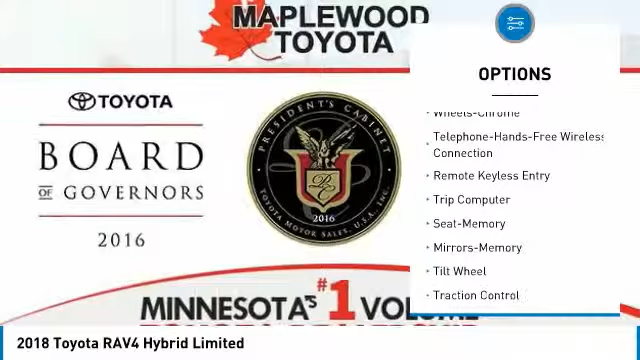 MAPLEWOOD
TOYOTA
TOYOTA
BOARD
OF GOVERNORS
2016
PRESIDENT'S CABINET
2016
TOYOTA MOTOR SALES, U.S.A., INC.
MINNESOTA'S #1 VOLUME
OPTIONS
Wheels-Chrome
Telephone-Hands-Free Wireless
Connection
Remote Keyless Entry
Trip Computer
Seat-Memory
Mirrors-Memory
Tilt Wheel
Traction Control
2018 Toyota RAV4 Hybrid Limited